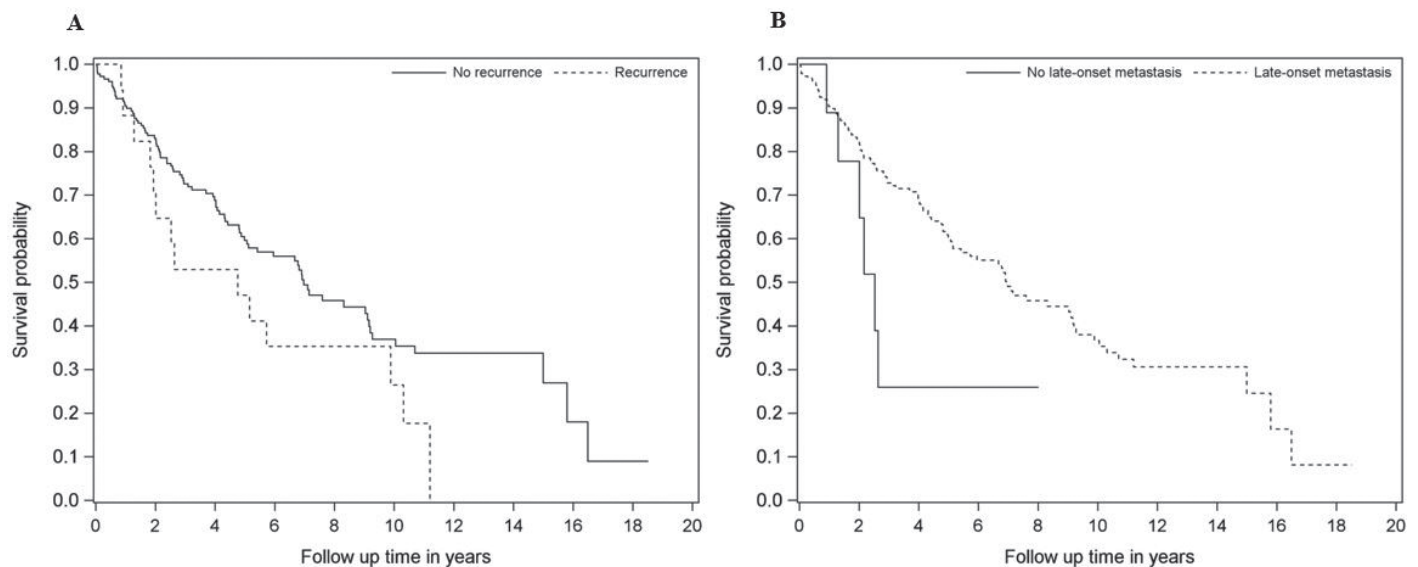 A
1.0
0.9
0.8
0.7
0.6
0.5
0.4
0.3
0.2
0.1
0.0
Survival probability
No recurrence Recurrence
0 2 4 6 8 10 12 14 16 18 20
Follow up time in years
B
1.0
0.9
0.8
0.7
0.6
0.5
0.4
0.3
0.2
0.1
0.0
Survival probability
No late-onset metastasis Late-onset metastasis
0 2 4 6 8 10 12 14 16 18 20
Follow up time in years